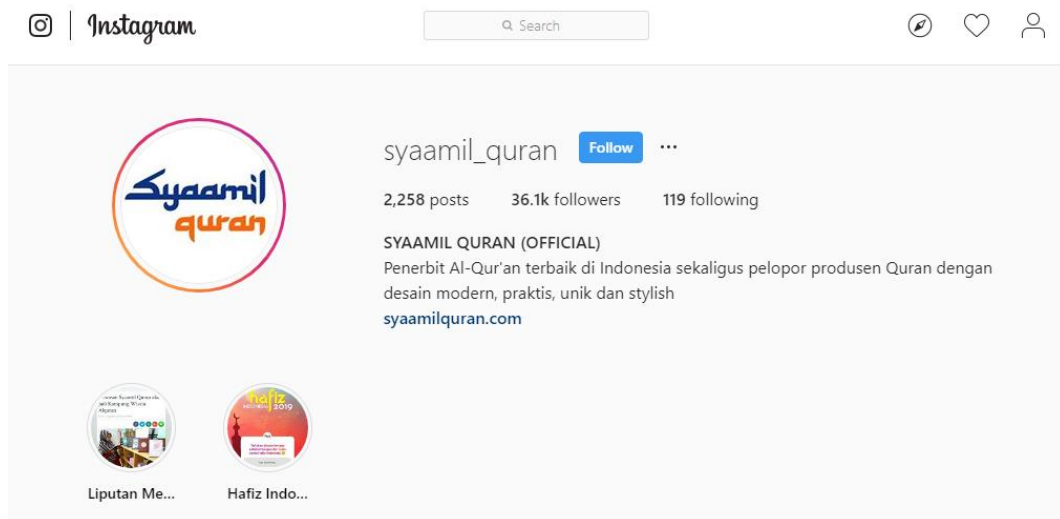 Instagram
Search
Syaamil
quran
syaamil_quran Follow ...
2,258 posts 36.1k followers 119 following
SYAAMIL QURAN (OFFICIAL)
Penerbit Al-Qur'an terbaik di Indonesia sekaligus pelopor produsen Quran dengan
desain modern, praktis, unik dan stylish
syaamilquran.com
hafiz
INDONESIA 2019
Liputan Me... Hafiz Indo...